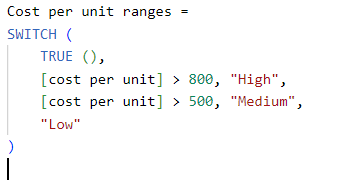 Cost per unit ranges =
SWITCH (
    TRUE (),
    [cost per unit] > 800, "High",
    [cost per unit] > 500, "Medium",
    "Low"
)